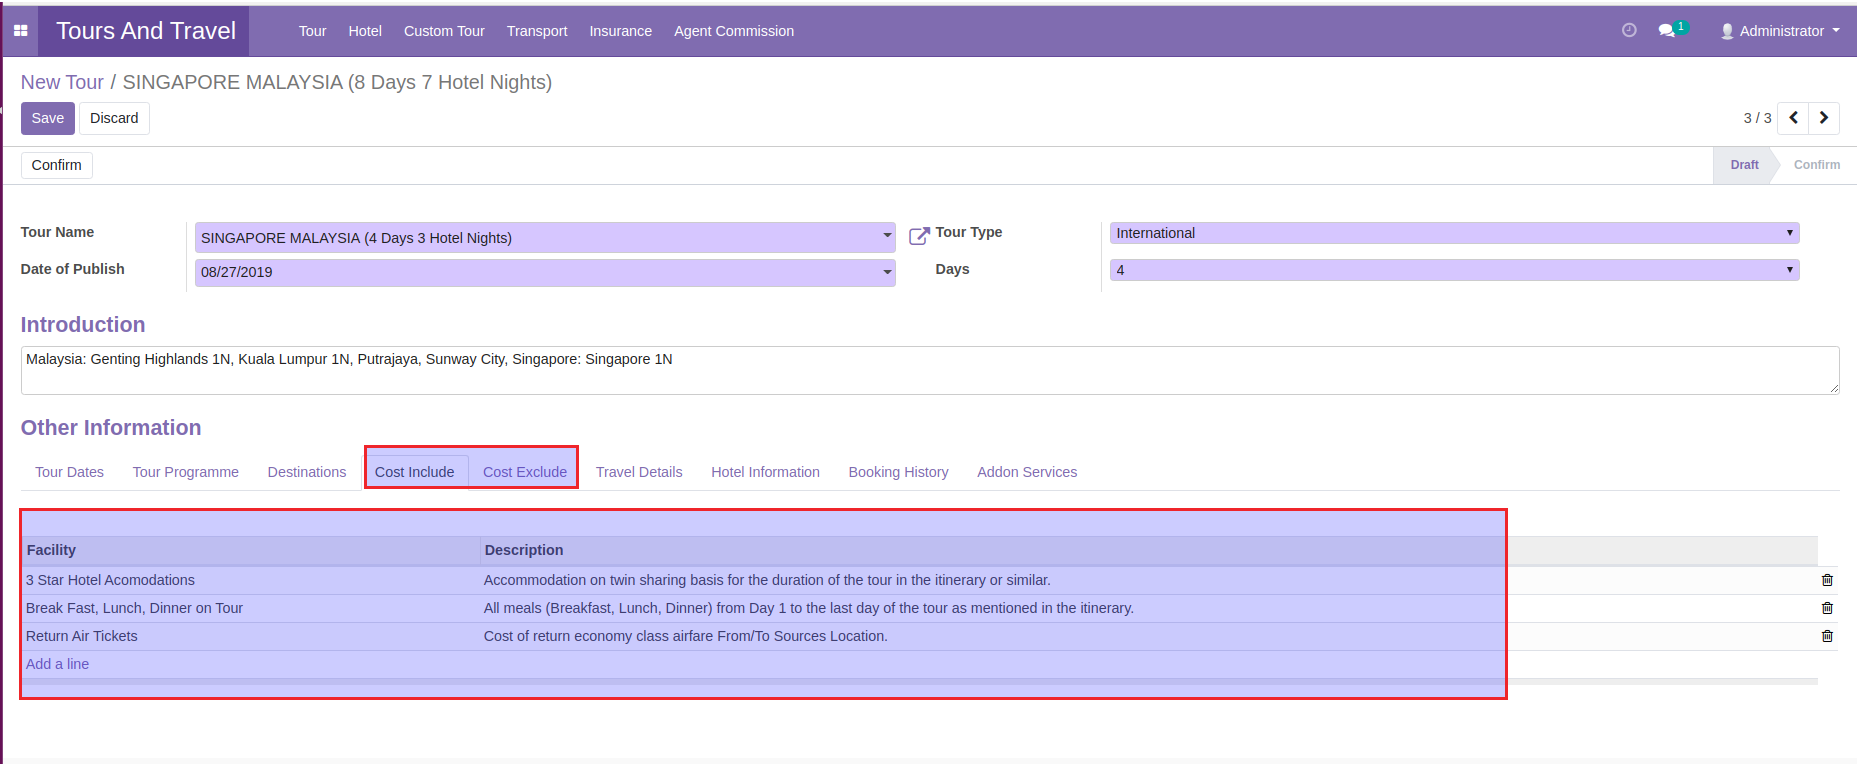 Tours And Travel Tour Hotel Custom Tour Transport Insurance Agent Commission 1 Administrator
New Tour / SINGAPORE MALAYSIA (8 Days 7 Hotel Nights)
Save Discard 3 / 3
Confirm Draft Confirm
Tour Name SINGAPORE MALAYSIA (4 Days 3 Hotel Nights) Tour Type International
Date of Publish 08/27/2019 Days 4
Introduction
Malaysia: Genting Highlands 1N, Kuala Lumpur 1N, Putrajaya, Sunway City, Singapore: Singapore 1N
Other Information
Tour Dates Tour Programme Destinations Cost Include Cost Exclude Travel Details Hotel Information Booking History Addon Services
Facility Description
3 Star Hotel Acomodations Accommodation on twin sharing basis for the duration of the tour in the itinerary or similar.
Break Fast, Lunch, Dinner on Tour All meals (Breakfast, Lunch, Dinner) from Day 1 to the last day of the tour as mentioned in the itinerary.
Return Air Tickets Cost of return economy class airfare From/To Sources Location.
Add a line